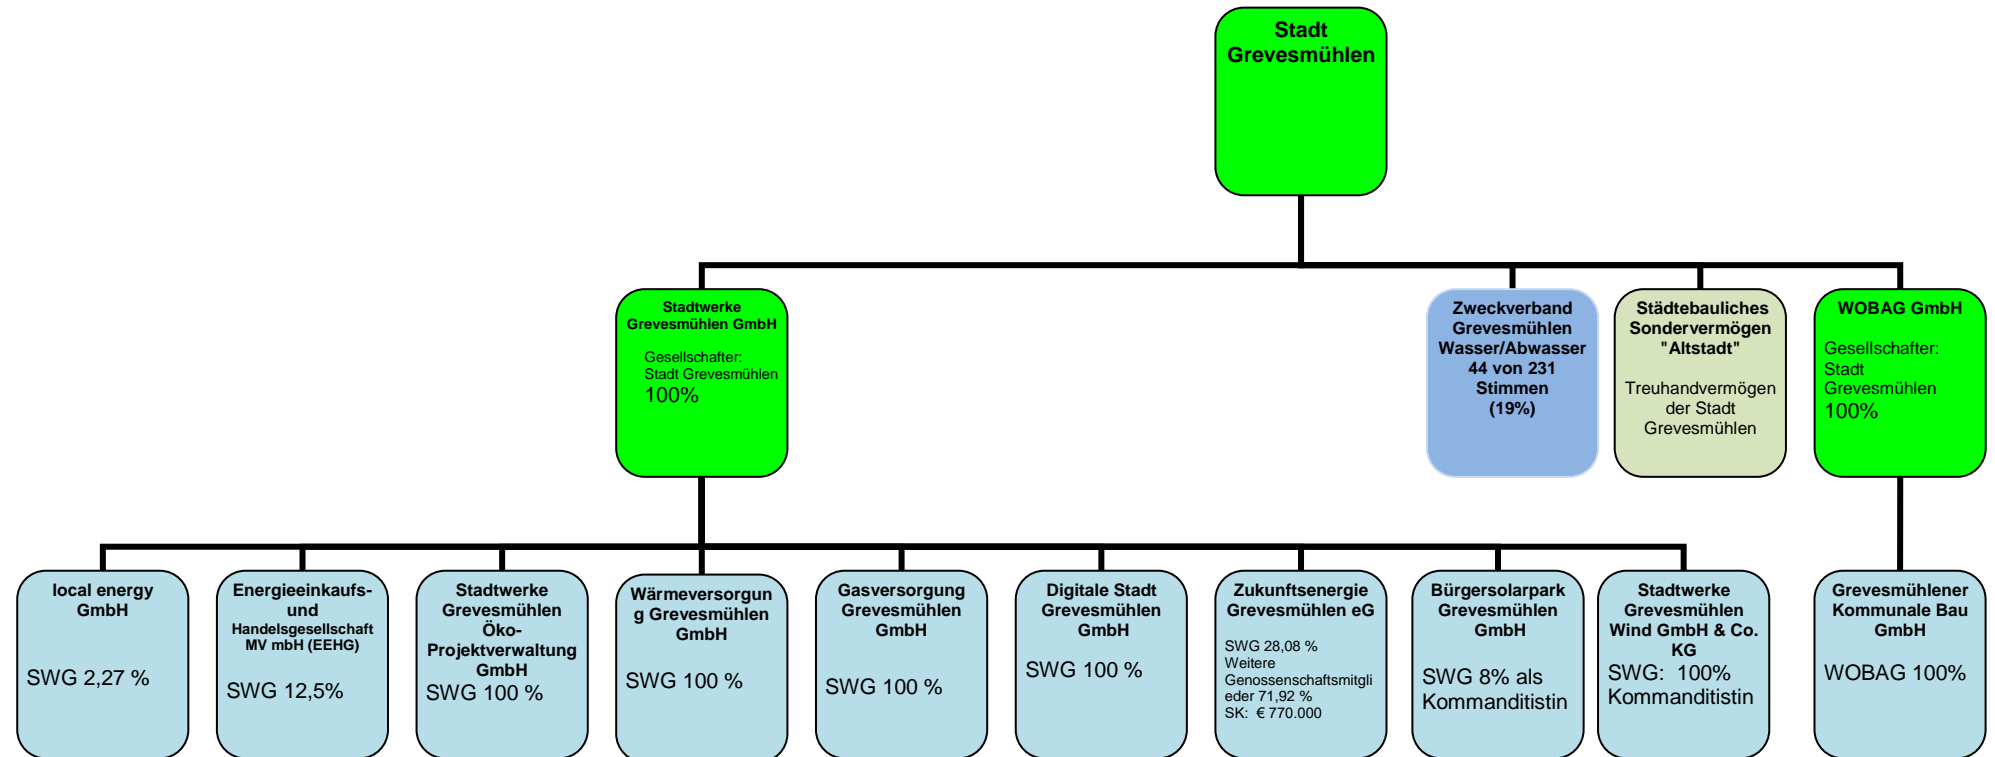 Stadt
Grevesmühlen
Stadtwerke
Grevesmühlen GmbH
Gesellschafter:
Stadt Grevesmühlen
100%
Zweckverband
Grevesmühlen
Wasser/Abwasser
44 von 231
Stimmen
(19%)
Städtebauliches
Sondervermögen
"Altstadt"
Treuhandvermögen
der Stadt
Grevesmühlen
WOBAG GmbH
Gesellschafter:
Stadt
Grevesmühlen
100%
local energy
GmbH
SWG 2,27 %
Energieeinkaufs-
und
Handelsgesellschaft
MV mbH (EEHG)
SWG 12,5%
Stadtwerke
Grevesmühlen
Öko-
Projektverwaltung
GmbH
SWG 100 %
Wärmeversorgun
g Grevesmühlen
GmbH
SWG 100 %
Gasversorgung
Grevesmühlen
GmbH
SWG 100 %
Digitale Stadt
Grevesmühlen
GmbH
SWG 100 %
Zukunftsenergie
Grevesmühlen eG
SWG 28,08 %
Weitere
Genossenschaftsmitgli
eder 71,92 %
SK: € 770.000
Bürgersolarpark
Grevesmühlen
GmbH
SWG 8% als
Kommanditistin
Stadtwerke
Grevesmühlen
Wind GmbH & Co.
KG
SWG: 100%
Kommanditistin
Grevesmühlener
Kommunale Bau
GmbH
WOBAG 100%